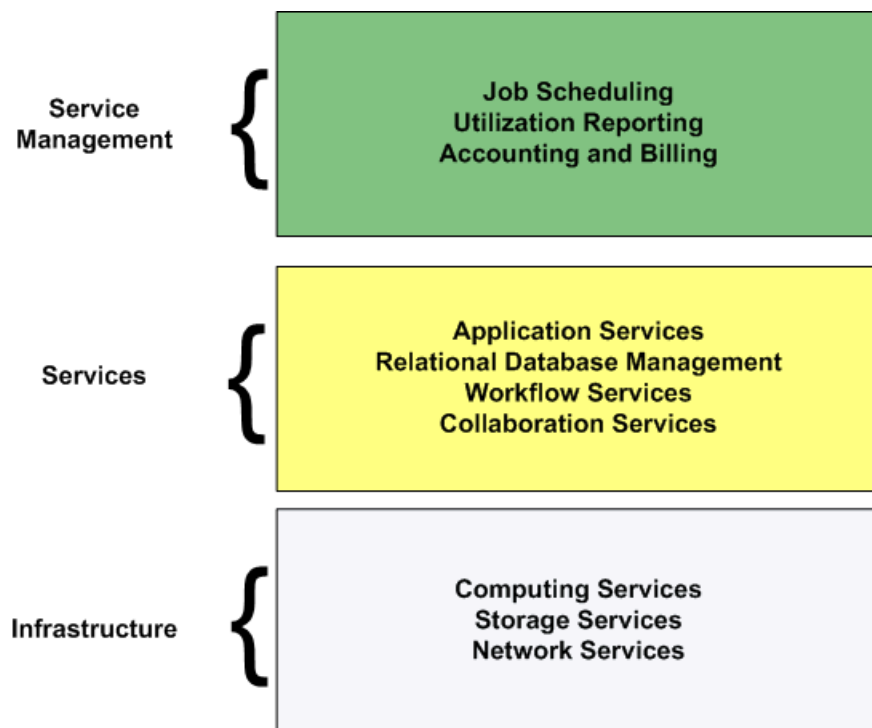 Service
Management
Job Scheduling
Utilization Reporting
Accounting and Billing
Services
Application Services
Relational Database Management
Workflow Services
Collaboration Services
Infrastructure
Computing Services
Storage Services
Network Services